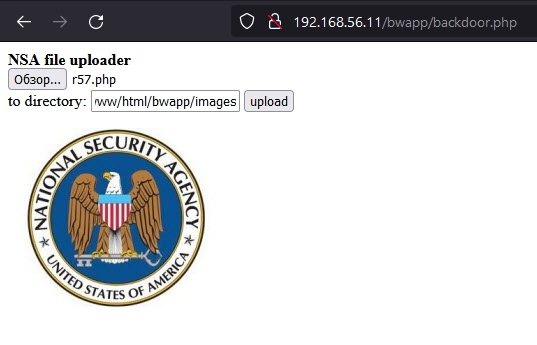 192.168.56.11/bwapp/backdoor.php
NSA file uploader
Обзор... r57.php
to directory: /www/html/bwapp/images upload
NATIONAL SECURITY AGENCY
UNITED STATES OF AMERICA